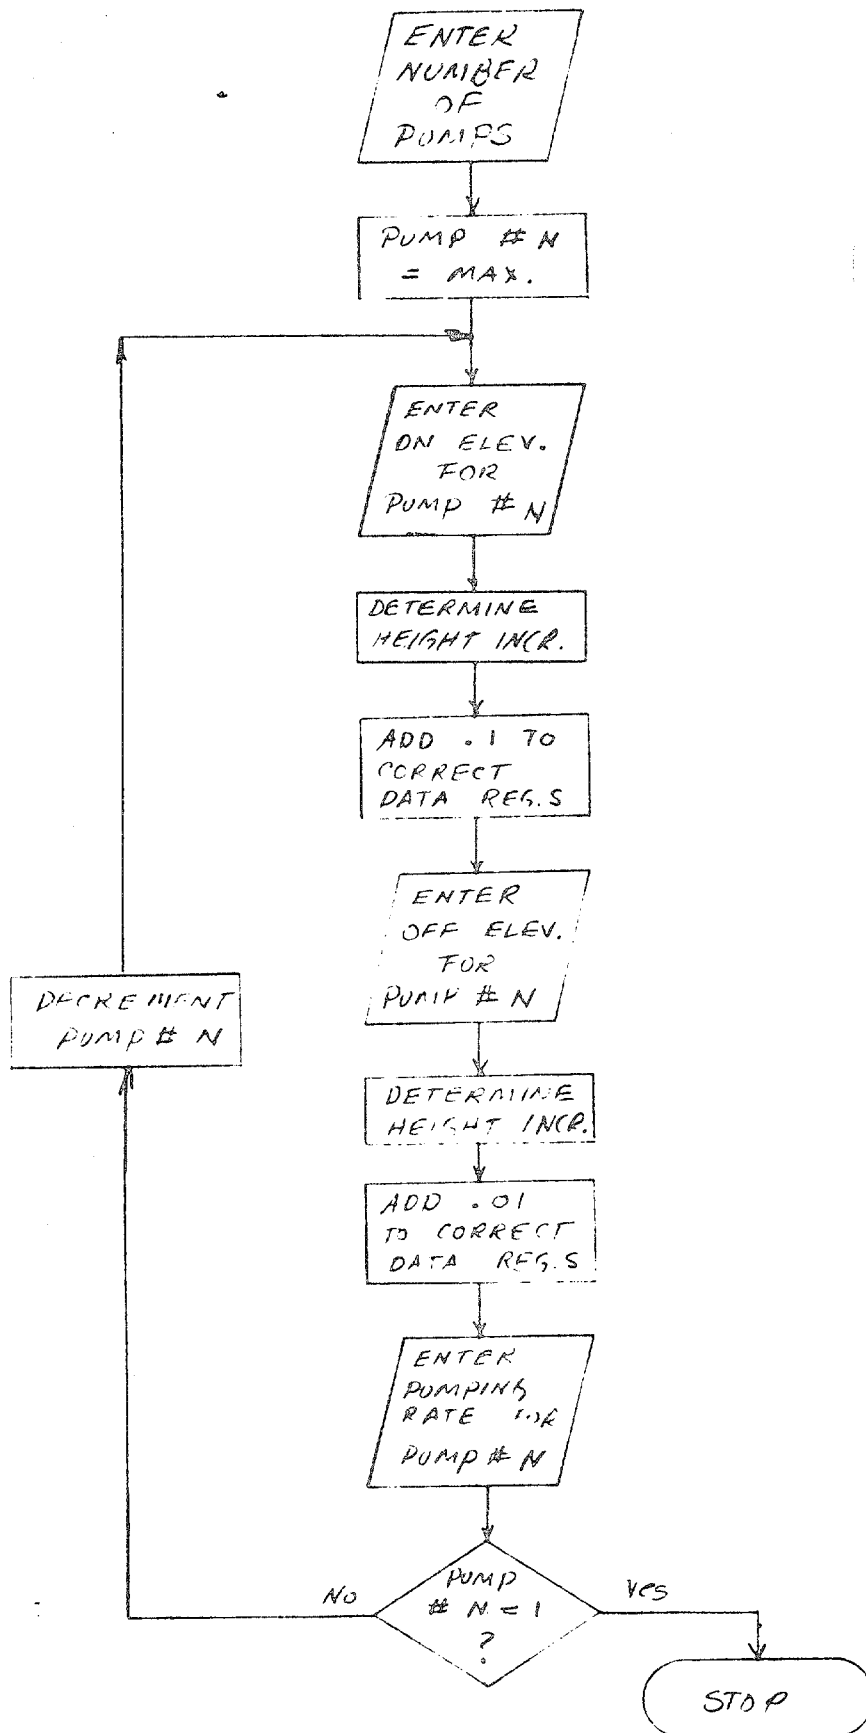 ENTER
NUMBER
OF
PUMPS
PUMP # N
= MAX.
ENTER
ON ELEV.
FOR
PUMP # N
DETERMINE
HEIGHT INCR.
ADD .1 TO
CORRECT
DATA REG.S
ENTER
OFF ELEV.
FOR
PUMP # N
DECREMENT
PUMP # N
DETERMINE
HEIGHT INCR.
ADD .01
TO CORRECT
DATA REG.S
ENTER
PUMPING
RATE FOR
PUMP # N
PUMP
# N = 1
?
No
Yes
STOP